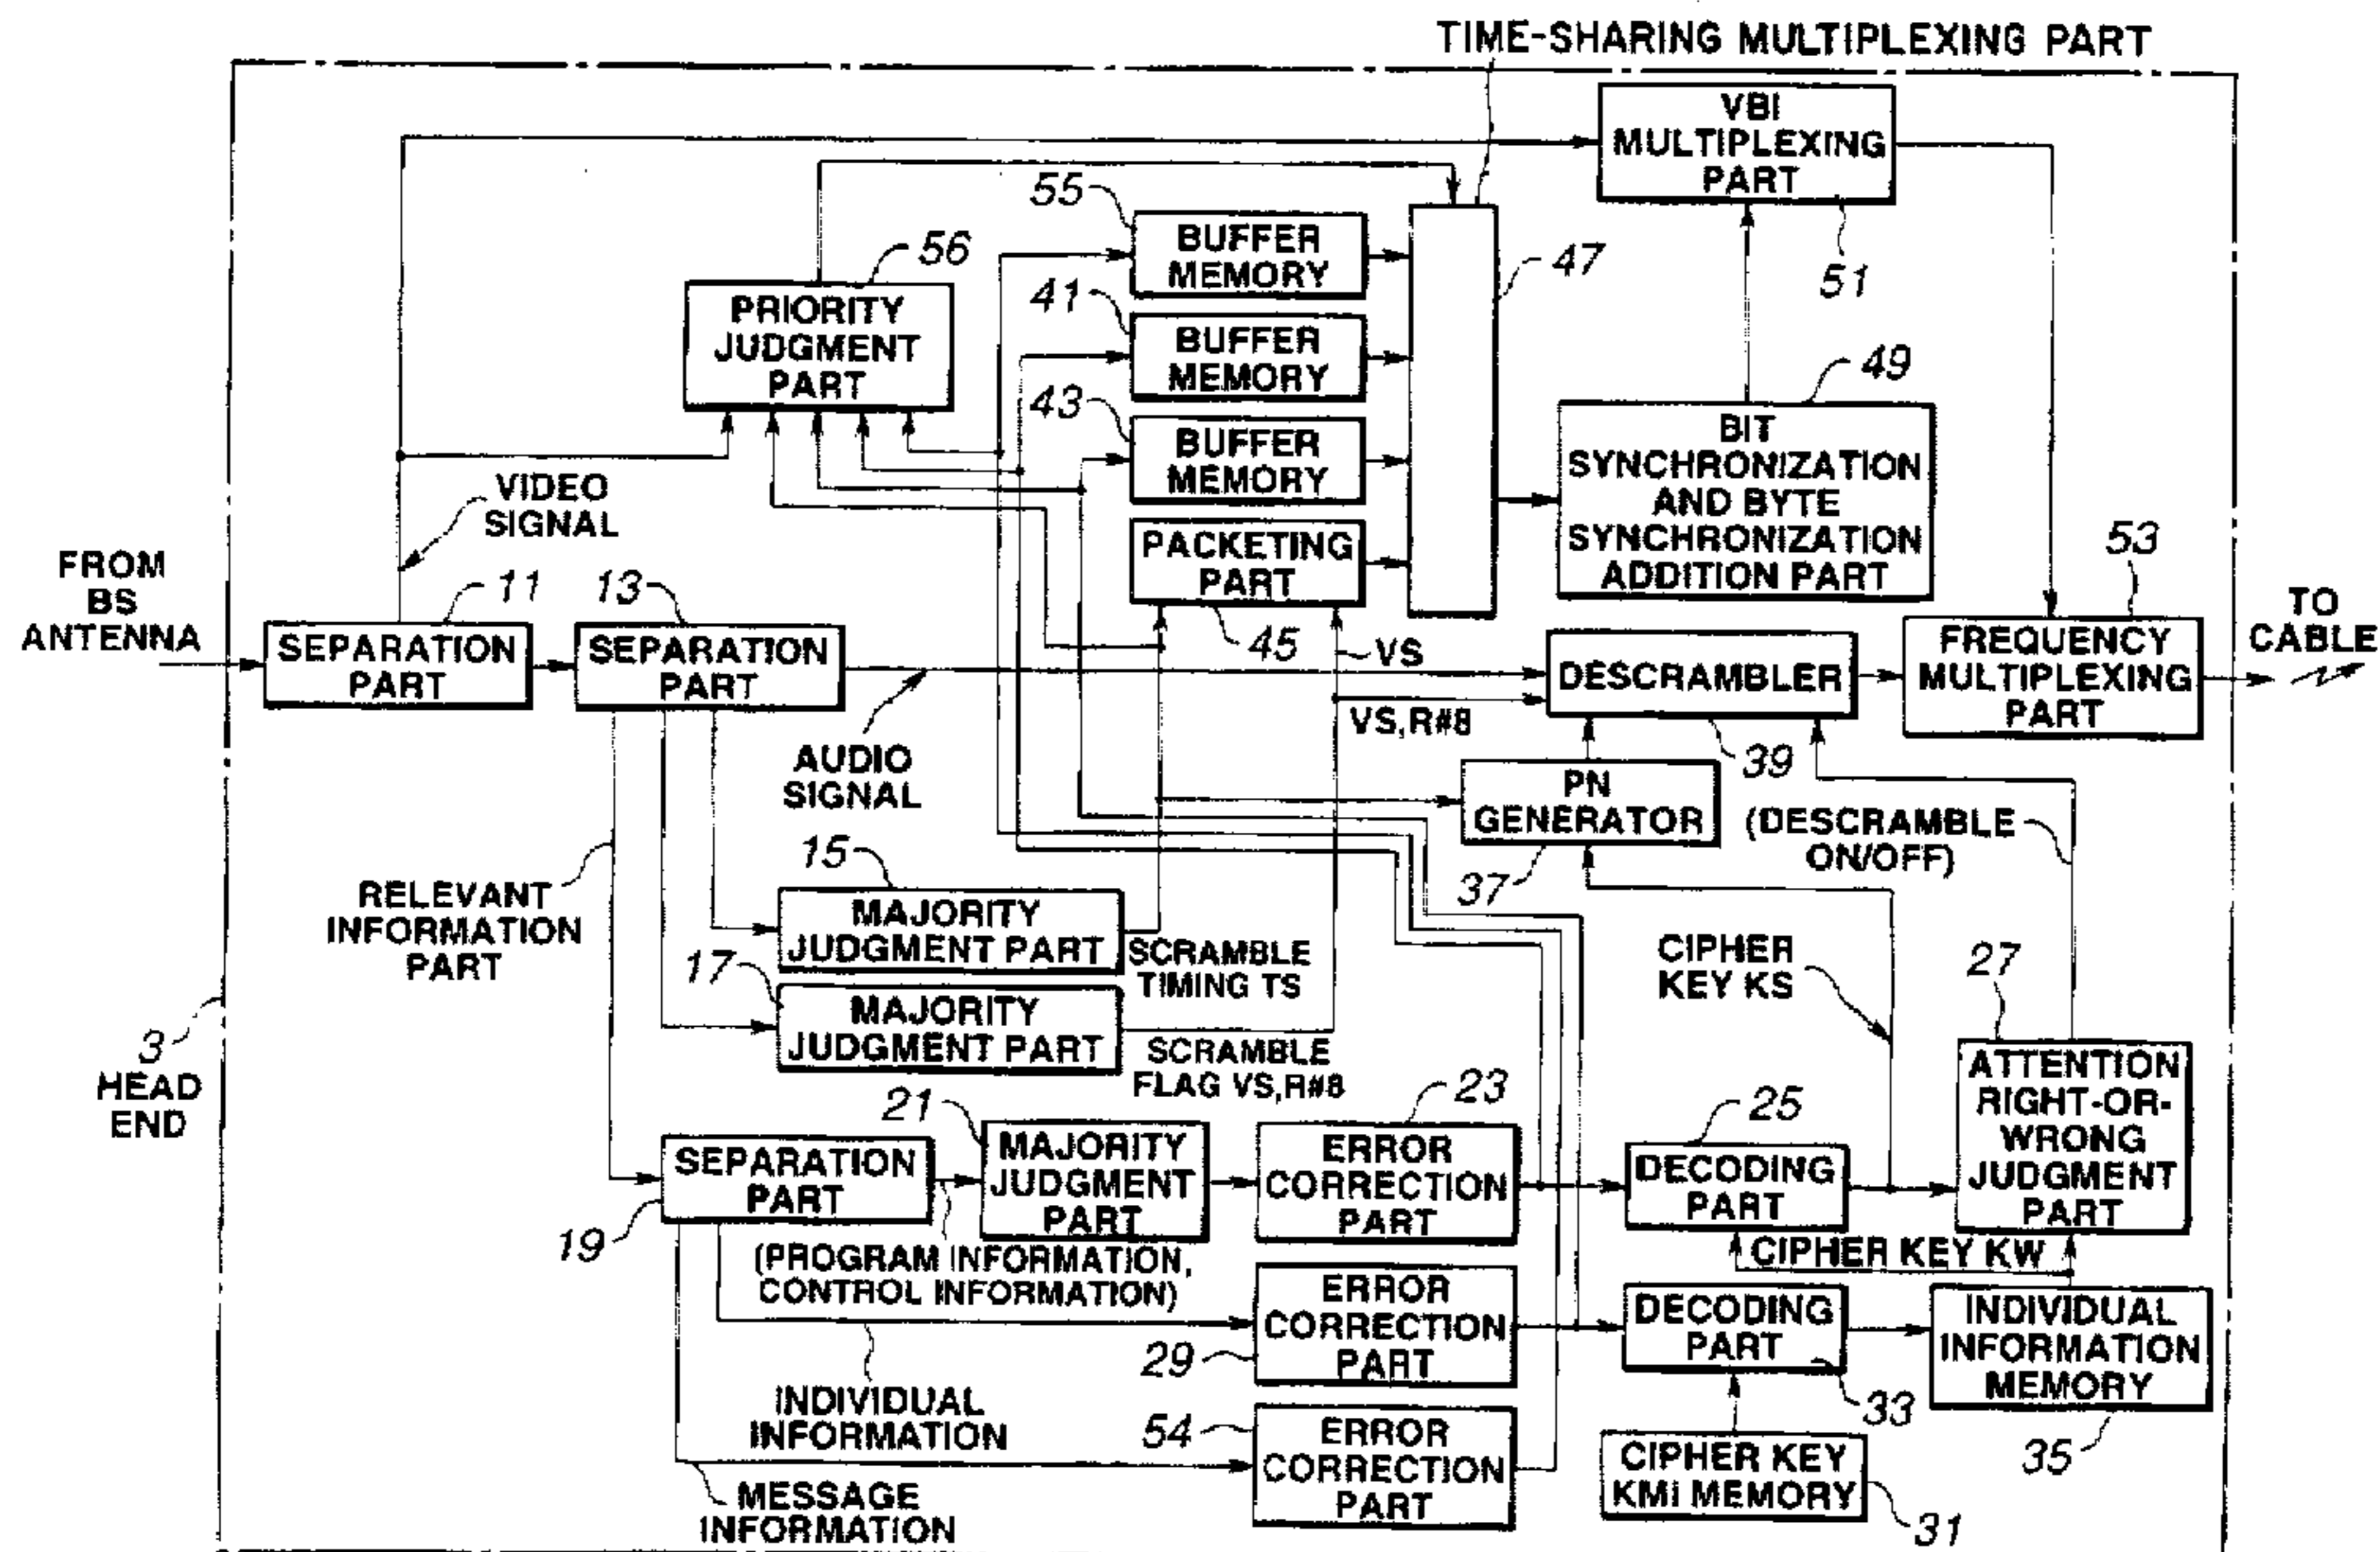 TIME-SHARING MULTIPLEXING PART
VBI
MULTIPLEXING
PART
51
55
BUFFER
MEMORY
47
56
PRIORITY
JUDGMENT
PART
41
BUFFER
MEMORY
43
BUFFER
MEMORY
49
BIT
SYNCHRONIZATION
AND BYTE
SYNCHRONIZATION
ADDITION PART
VIDEO
SIGNAL
PACKETING
PART
45
VS
FROM
BS
ANTENNA
11
SEPARATION
PART
13
SEPARATION
PART
DESCRAMBLER
39
VS,R#8
53
FREQUENCY
MULTIPLEXING
PART
TO
CABLE
AUDIO
SIGNAL
PN
GENERATOR
37
(DESCRAMBLE
ON/OFF)
RELEVANT
INFORMATION
PART
15
MAJORITY
JUDGMENT PART
SCRAMBLE
TIMING TS
17
MAJORITY
JUDGMENT PART
SCRAMBLE
FLAG VS,R#8
CIPHER
KEY KS
27
ATTENTION
RIGHT-OR-
WRONG
JUDGMENT
PART
3
HEAD
END
SEPARATION
PART
19
21
MAJORITY
JUDGMENT
PART
23
ERROR
CORRECTION
PART
25
DECODING
PART
(PROGRAM INFORMATION,
CONTROL INFORMATION)
CIPHER KEY KW
ERROR
CORRECTION
PART
29
DECODING
PART
33
INDIVIDUAL
INFORMATION
MEMORY
35
INDIVIDUAL
INFORMATION
54
ERROR
CORRECTION
PART
CIPHER KEY
KMi MEMORY
31
MESSAGE
INFORMATION